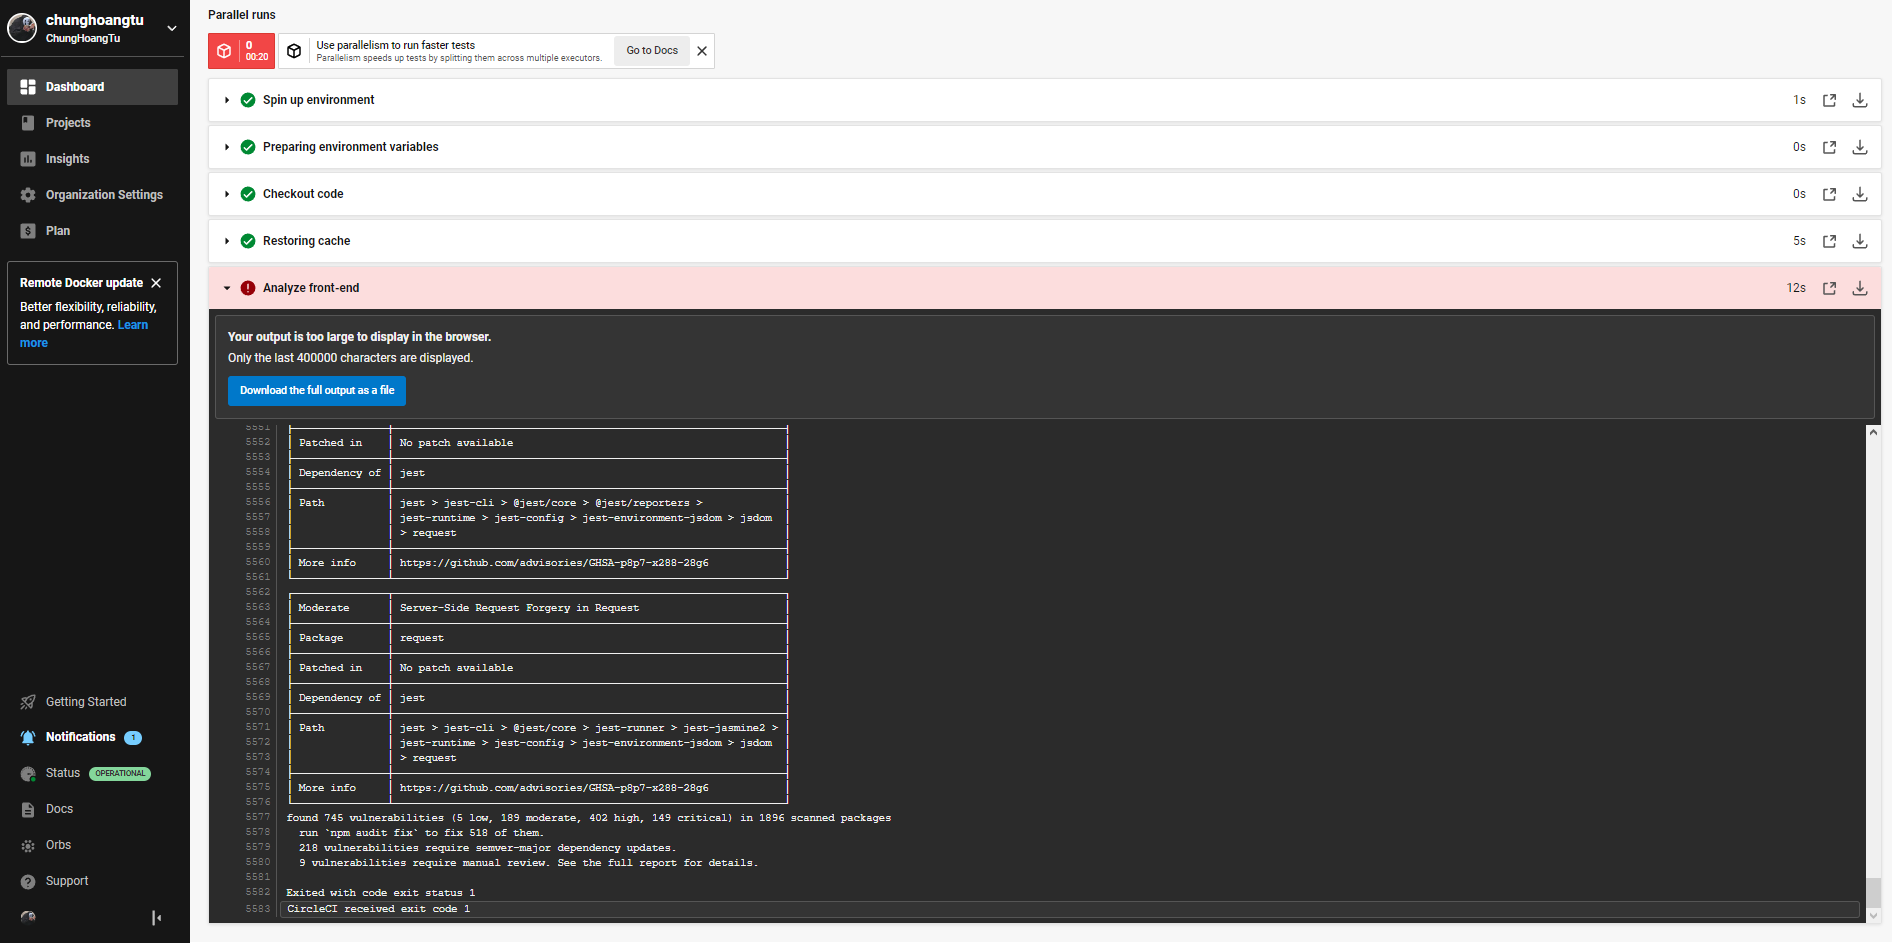 chunghoangtu
ChungHoangTu
Dashboard
Projects
Insights
Organization Settings
Plan
Remote Docker update
Better flexibility, reliability,
and performance. Learn
more
Getting Started
Notifications 1
Status OPERATIONAL
Docs
Orbs
Support
Parallel runs
0
00:20
Use parallelism to run faster tests
Parallelism speeds up tests by splitting them across multiple executors.
Go to Docs
Spin up environment 1s
Preparing environment variables 0s
Checkout code 0s
Restoring cache 5s
Analyze front-end 12s
Your output is too large to display in the browser.
Only the last 400000 characters are displayed.
Download the full output as a file
5551
5552 Patched in No patch available
5553
5554 Dependency of jest
5555
5556 Path jest > jest-cli > @jest/core > @jest/reporters >
5557 jest-runtime > jest-config > jest-environment-jsdom > jsdom
5558 > request
5559
5560 More info https://github.com/advisories/GHSA-p8p7-x288-28g6
5561
5562
5563 Moderate Server-Side Request Forgery in Request
5564
5565 Package request
5566
5567 Patched in No patch available
5568
5569 Dependency of jest
5570
5571 Path jest > jest-cli > @jest/core > jest-runner > jest-jasmine2 >
5572 jest-runtime > jest-config > jest-environment-jsdom > jsdom
5573 > request
5574
5575 More info https://github.com/advisories/GHSA-p8p7-x288-28g6
5576
5577 found 745 vulnerabilities (5 low, 189 moderate, 402 high, 149 critical) in 1896 scanned packages
5578 run `npm audit fix` to fix 518 of them.
5579 218 vulnerabilities require semver-major dependency updates.
5580 9 vulnerabilities require manual review. See the full report for details.
5581
5582 Exited with code exit status 1
5583 CircleCI received exit code 1